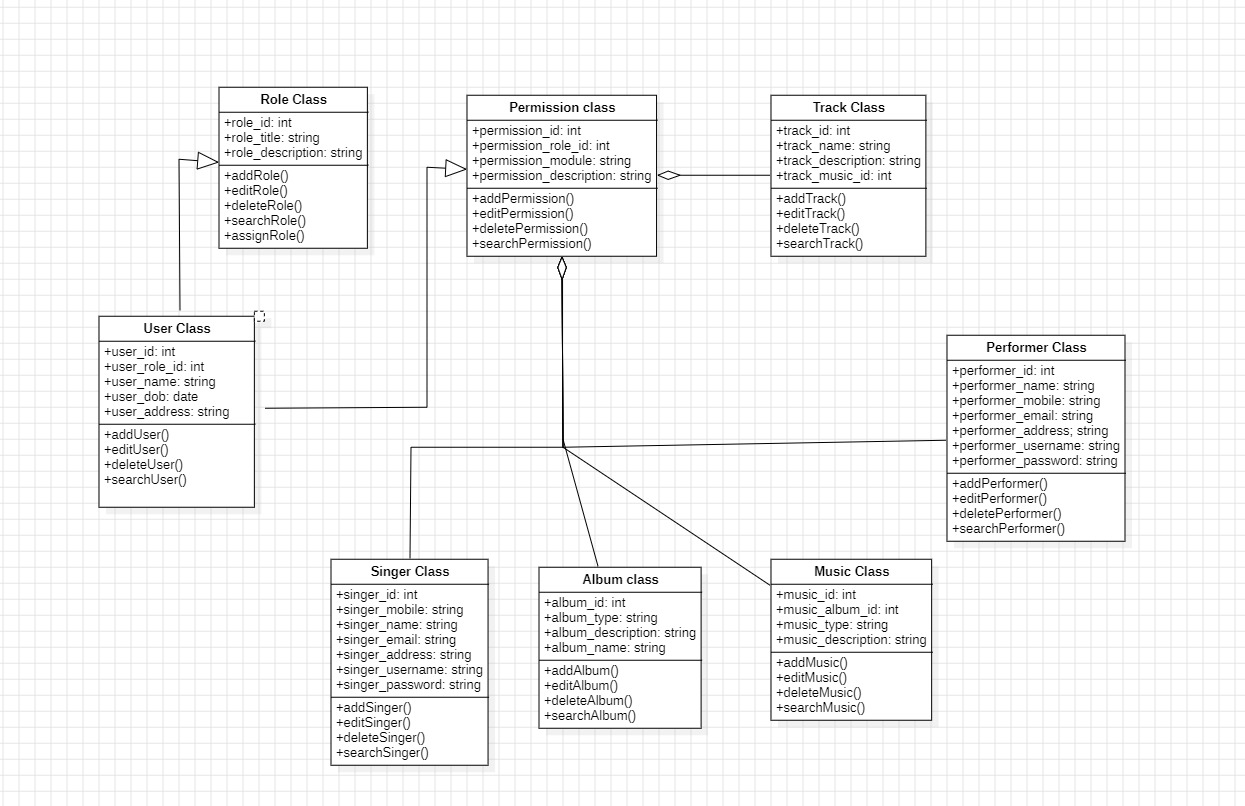 Role Class
+role_id: int
+role_title: string
+role_description: string
+addRole()
+editRole()
+deleteRole()
+searchRole()
+assignRole()
Permission class
+permission_id: int
+permission_role_id: int
+permission_module: string
+permission_description: string
+addPermission()
+editPermission()
+deletePermission()
+searchPermission()
Track Class
+track_id: int
+track_name: string
+track_description: string
+track_music_id: int
+addTrack()
+editTrack()
+deleteTrack()
+searchTrack()
User Class
+user_id: int
+user_role_id: int
+user_name: string
+user_dob: date
+user_address: string
+addUser()
+editUser()
+deleteUser()
+searchUser()
Performer Class
+performer_id: int
+performer_name: string
+performer_mobile: string
+performer_email: string
+performer_address; string
+performer_username: string
+performer_password: string
+addPerformer()
+editPerformer()
+deletePerformer()
+searchPerformer()
Singer Class
+singer_id: int
+singer_mobile: string
+singer_name: string
+singer_email: string
+singer_address: string
+singer_username: string
+singer_password: string
+addSinger()
+editSinger()
+deleteSinger()
+searchSinger()
Album class
+album_id: int
+album_type: string
+album_description: string
+album_name: string
+addAlbum()
+editAlbum()
+deleteAlbum()
+searchAlbum()
Music Class
+music_id: int
+music_album_id: int
+music_type: string
+music_description: string
+addMusic()
+editMusic()
+deleteMusic()
+searchMusic()